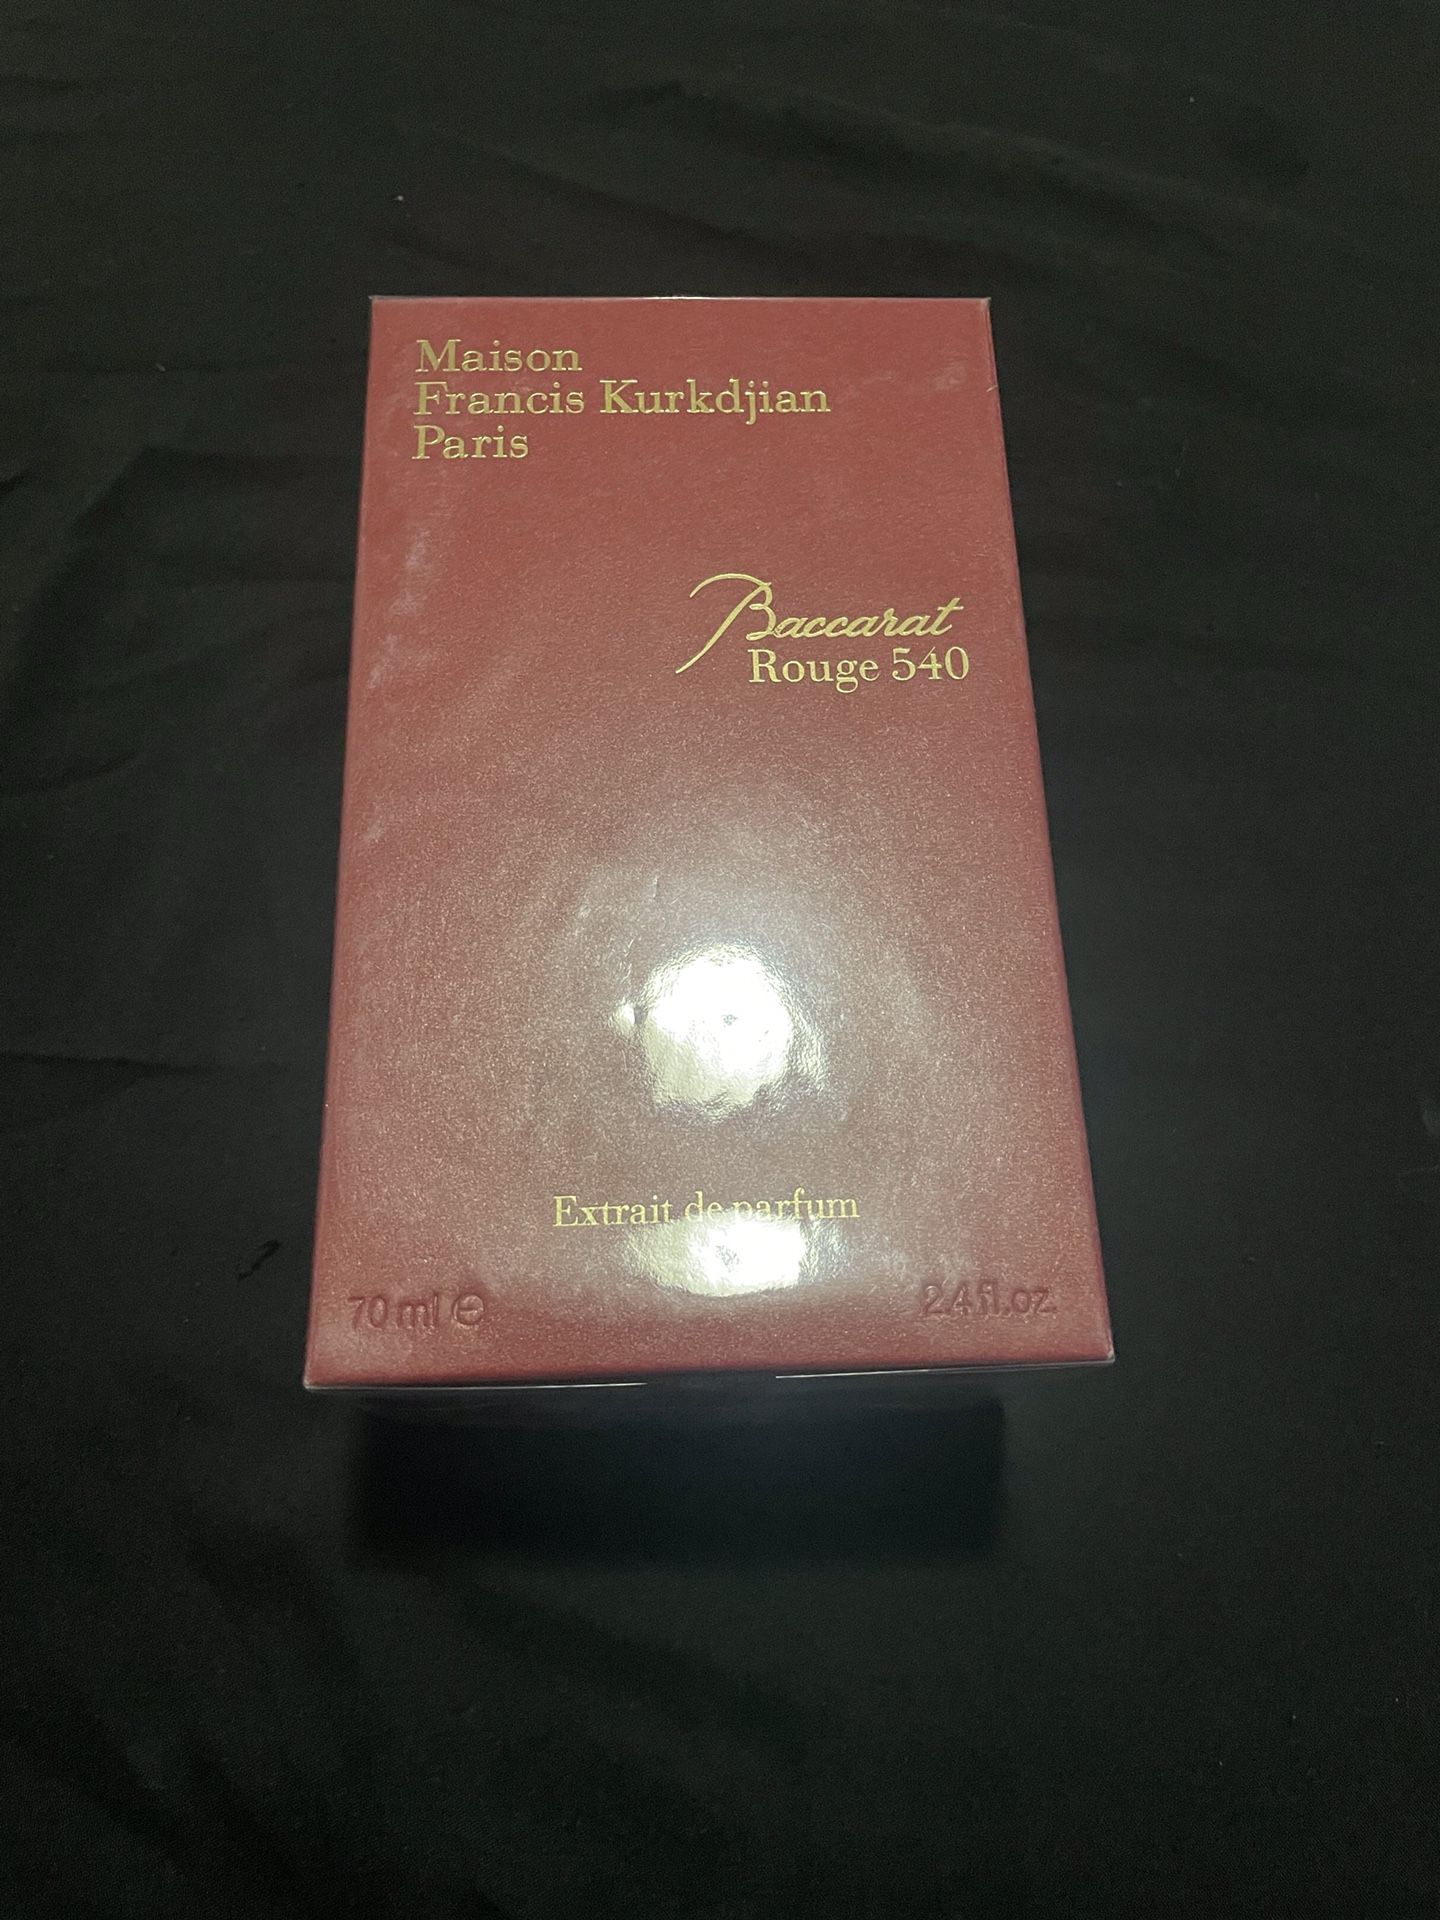 Maison
Francis Kurkdjian
Paris
Baccarat
Rouge 540
Extrait de parfum
70 ml ℮ 2.4 fl.oz.